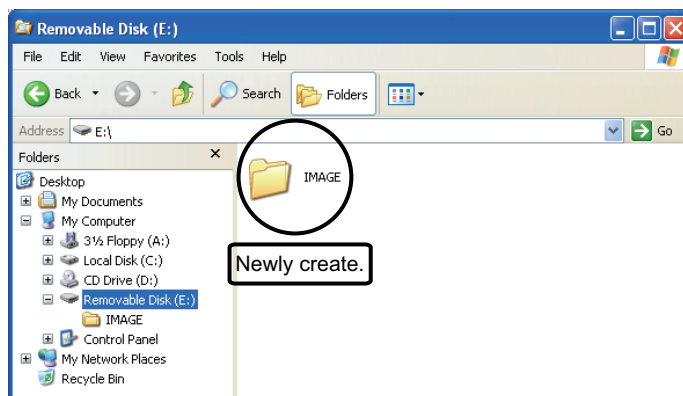 Removable Disk (E:)
File Edit View Favorites Tools Help
Back Search Folders
Address E:\ Go
Folders
Desktop
My Documents
My Computer
3½ Floppy (A:)
Local Disk (C:)
CD Drive (D:)
Removable Disk (E:)
IMAGE
Control Panel
My Network Places
Recycle Bin
IMAGE
Newly create.